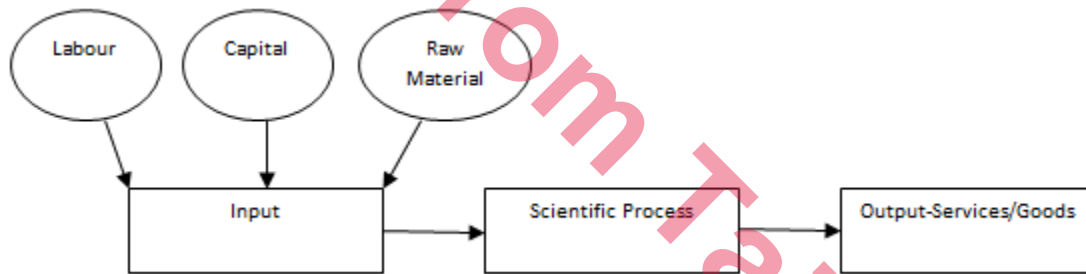 Labour
Capital
Raw
Material
Input
Scientific Process
Output-Services/Goods